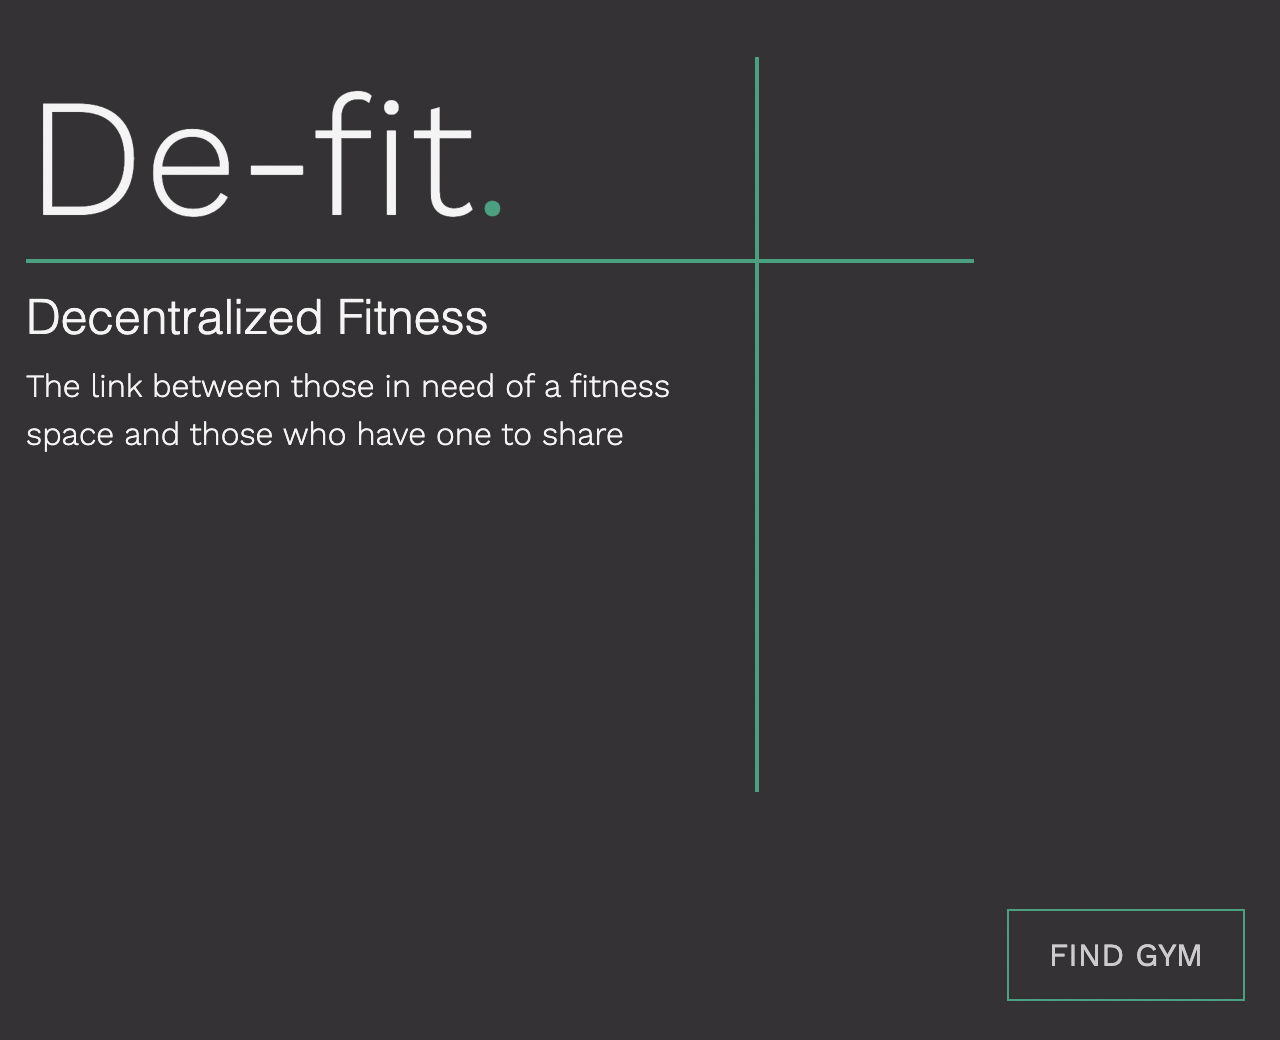 De-fit.
Decentralized Fitness
The link between those in need of a fitness
space and those who have one to share
FIND GYM